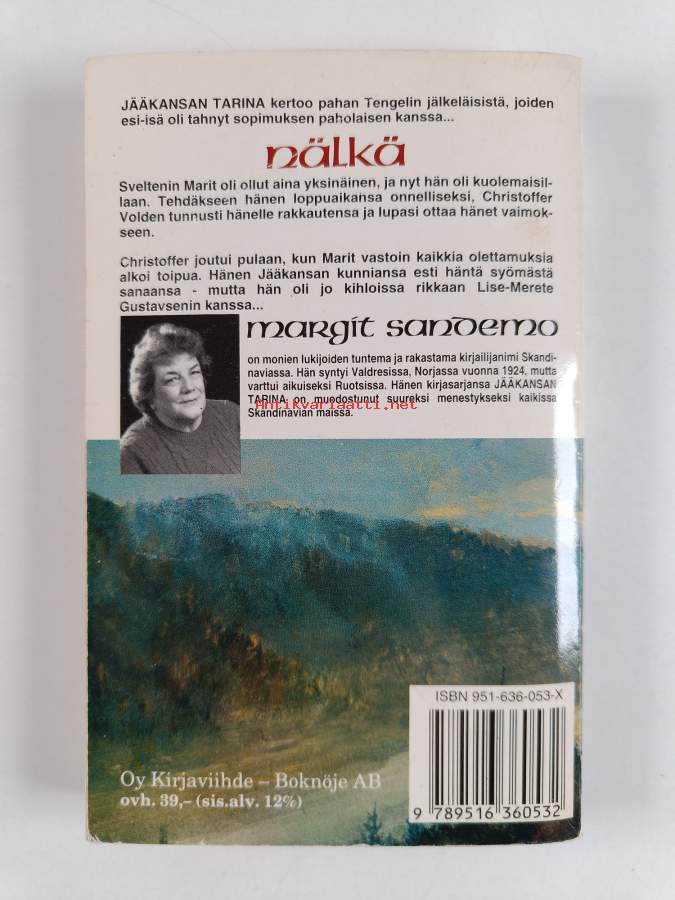 JÄÄKANSAN TARINA kertoo pahan Tengelin jälkeläisistä, joiden
esi-isä oli tahnyt sopimuksen paholaisen kanssa...
nälkä
Sveltenin Marit oli ollut aina yksinäinen, ja nyt hän oli kuolemaisil-
laan. Tehdäkseen hänen loppuaikansa onnelliseksi, Christoffer
Volden tunnusti hänelle rakkautensa ja lupasi ottaa hänet vaimok-
seen.
Christoffer joutui pulaan, kun Marit vastoin kaikkia olettamuksia
alkoi toipua. Hänen Jääkansan kunniansa esti häntä syömästä
sanaansa - mutta hän oli jo kihloissa rikkaan Lise-Merete
Gustavsenin kanssa...
margit sandemo
on monien lukijoiden tuntema ja rakastama kirjailijanimi Skandi-
naviassa. Hän syntyi Valdresissa, Norjassa vuonna 1924, mutta
varttui aikuiseksi Ruotsissa. Hänen kirjasarjansa JÄÄKANSAN
TARINA on muodostunut suureksi menestykseksi kaikissa
Skandinavian maissa.
Antikvariaatti.net
ISBN 951-636-053-X
9 789516 360532
Oy Kirjaviihde – Boknöje AB
ovh. 39,– (sis.alv. 12%)